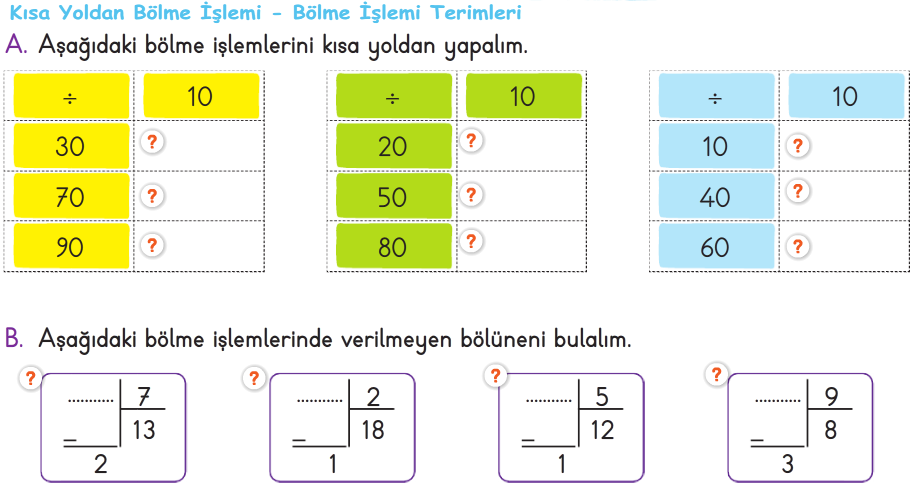 Kısa Yoldan Bölme İşlemi - Bölme İşlemi Terimleri
A. Aşağıdaki bölme işlemlerini kısa yoldan yapalım.
÷ 10 ÷ 10 ÷ 10
30 ? 20 ? 10 ?
70 ? 50 ? 40 ?
90 ? 80 ? 60 ?
B. Aşağıdaki bölme işlemlerinde verilmeyen bölüneni bulalım.
? ? ? ?
............ 7 ............ 2 ............ 5 ............ 9
13 18 12 8
– – – –
2 1 1 3